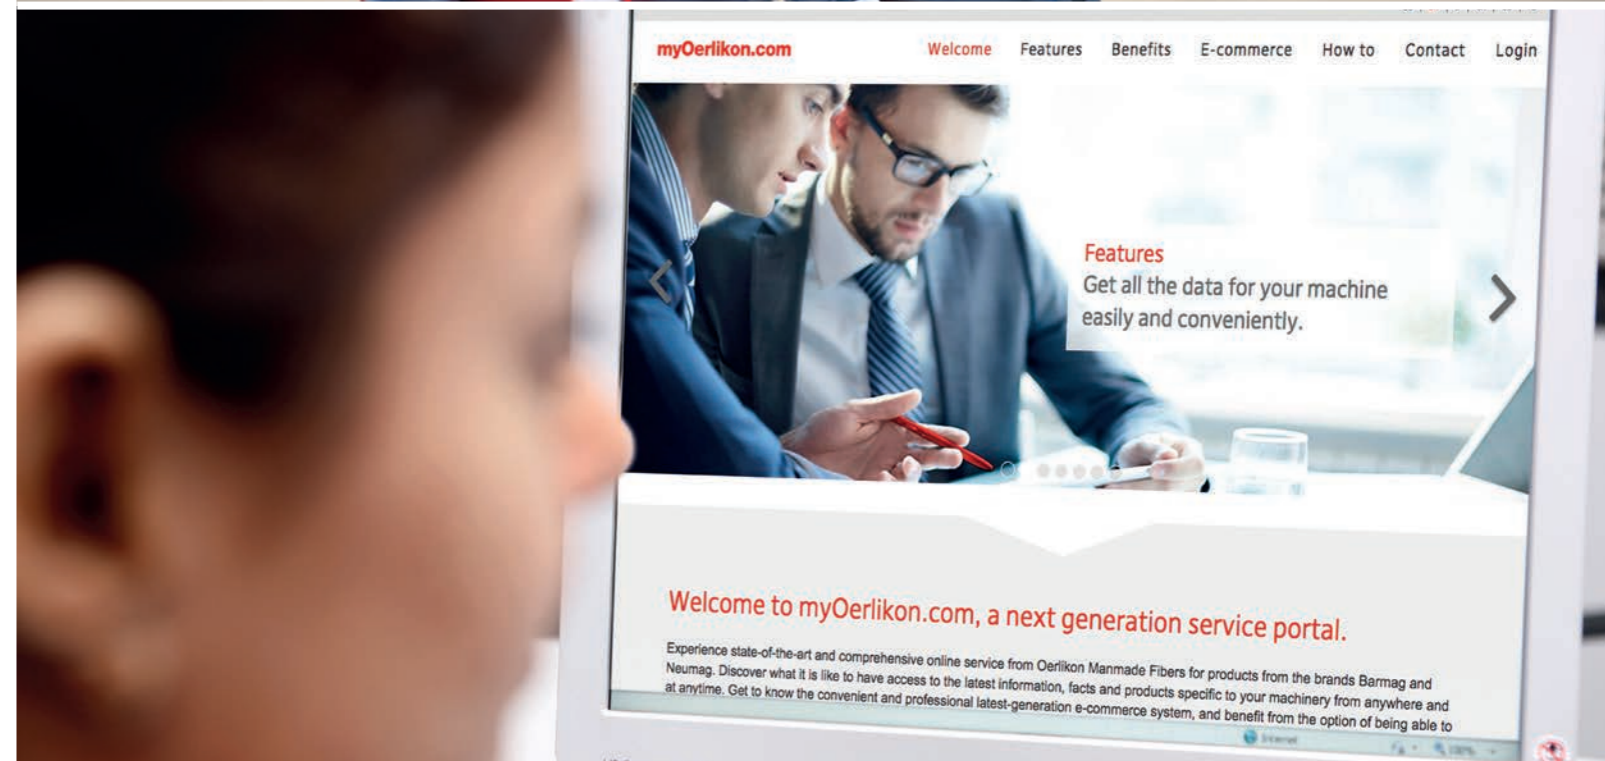 myOerlikon.com
Welcome Features Benefits E-commerce How to Contact Login
Features
Get all the data for your machine
easily and conveniently.
Welcome to myOerlikon.com, a next generation service portal.
Experience state-of-the-art and comprehensive online service from Oerlikon Manmade Fibers for products from the brands Barmag and
Neumag. Discover what it is like to have access to the latest information, facts and products specific to your machinery from anywhere and
at anytime. Get to know the convenient and professional latest-generation e-commerce system, and benefit from the option of being able to
Internet
100%